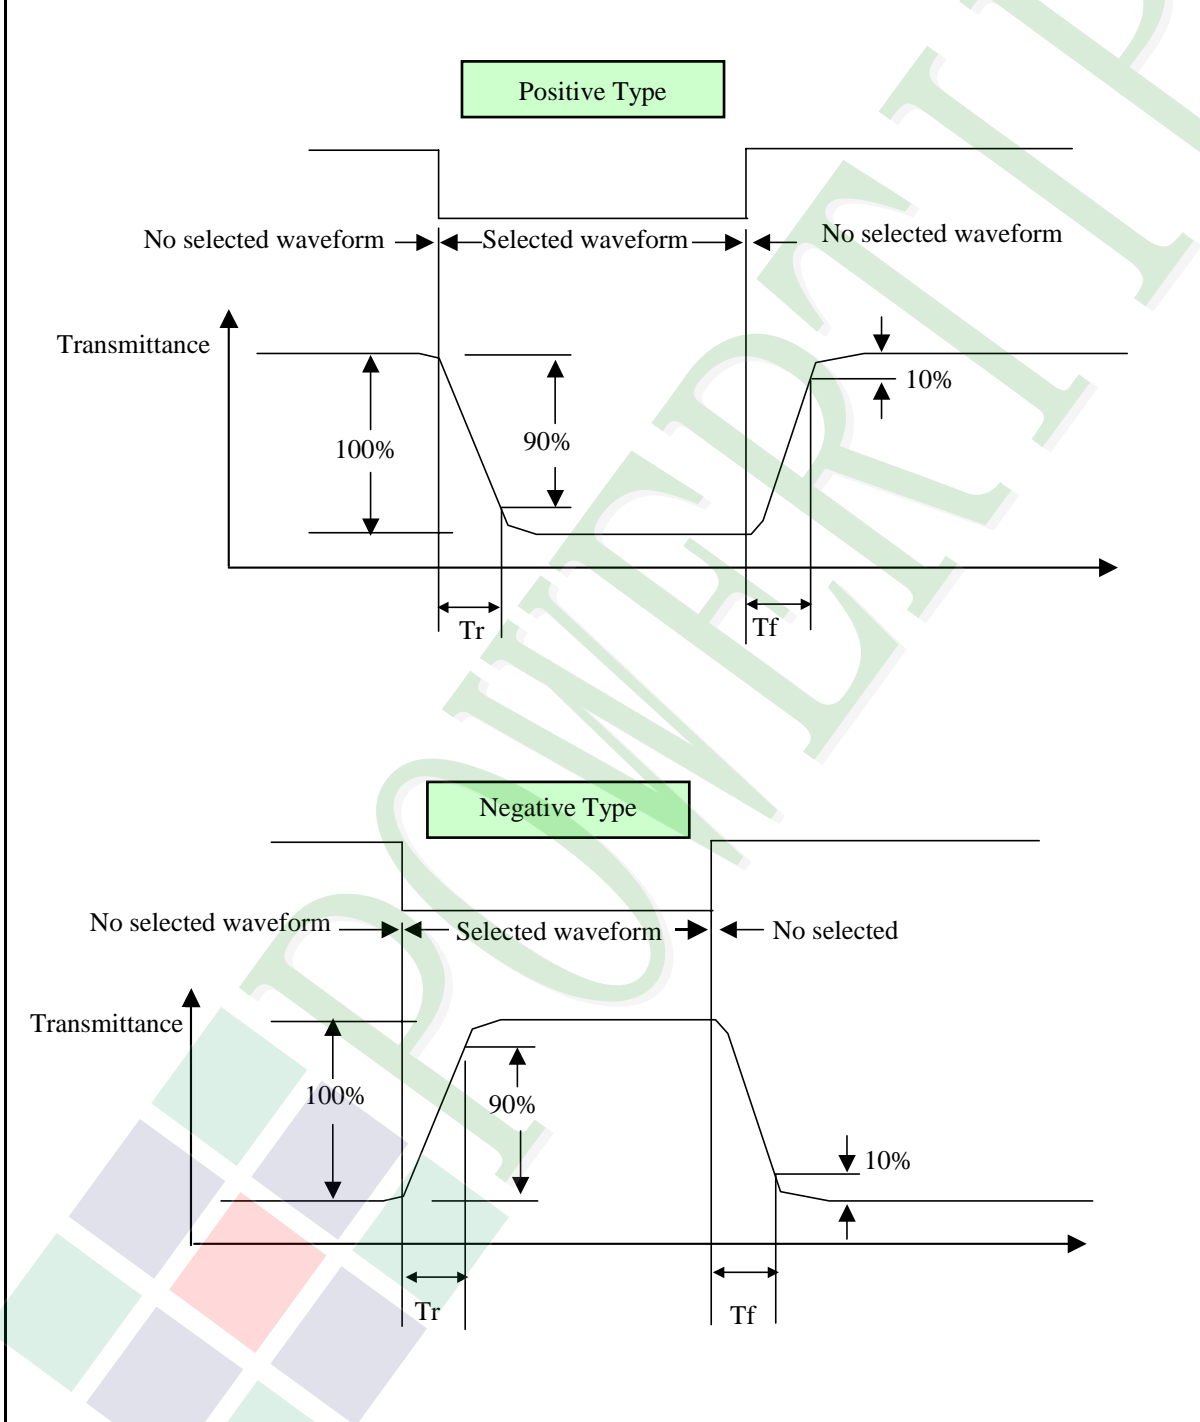 Positive Type
No selected waveform
Selected waveform
No selected waveform
Transmittance
10%
90%
100%
Tr
Tf
Negative Type
No selected waveform
Selected waveform
No selected
Transmittance
100%
90%
10%
Tr
Tf
POWERTIP